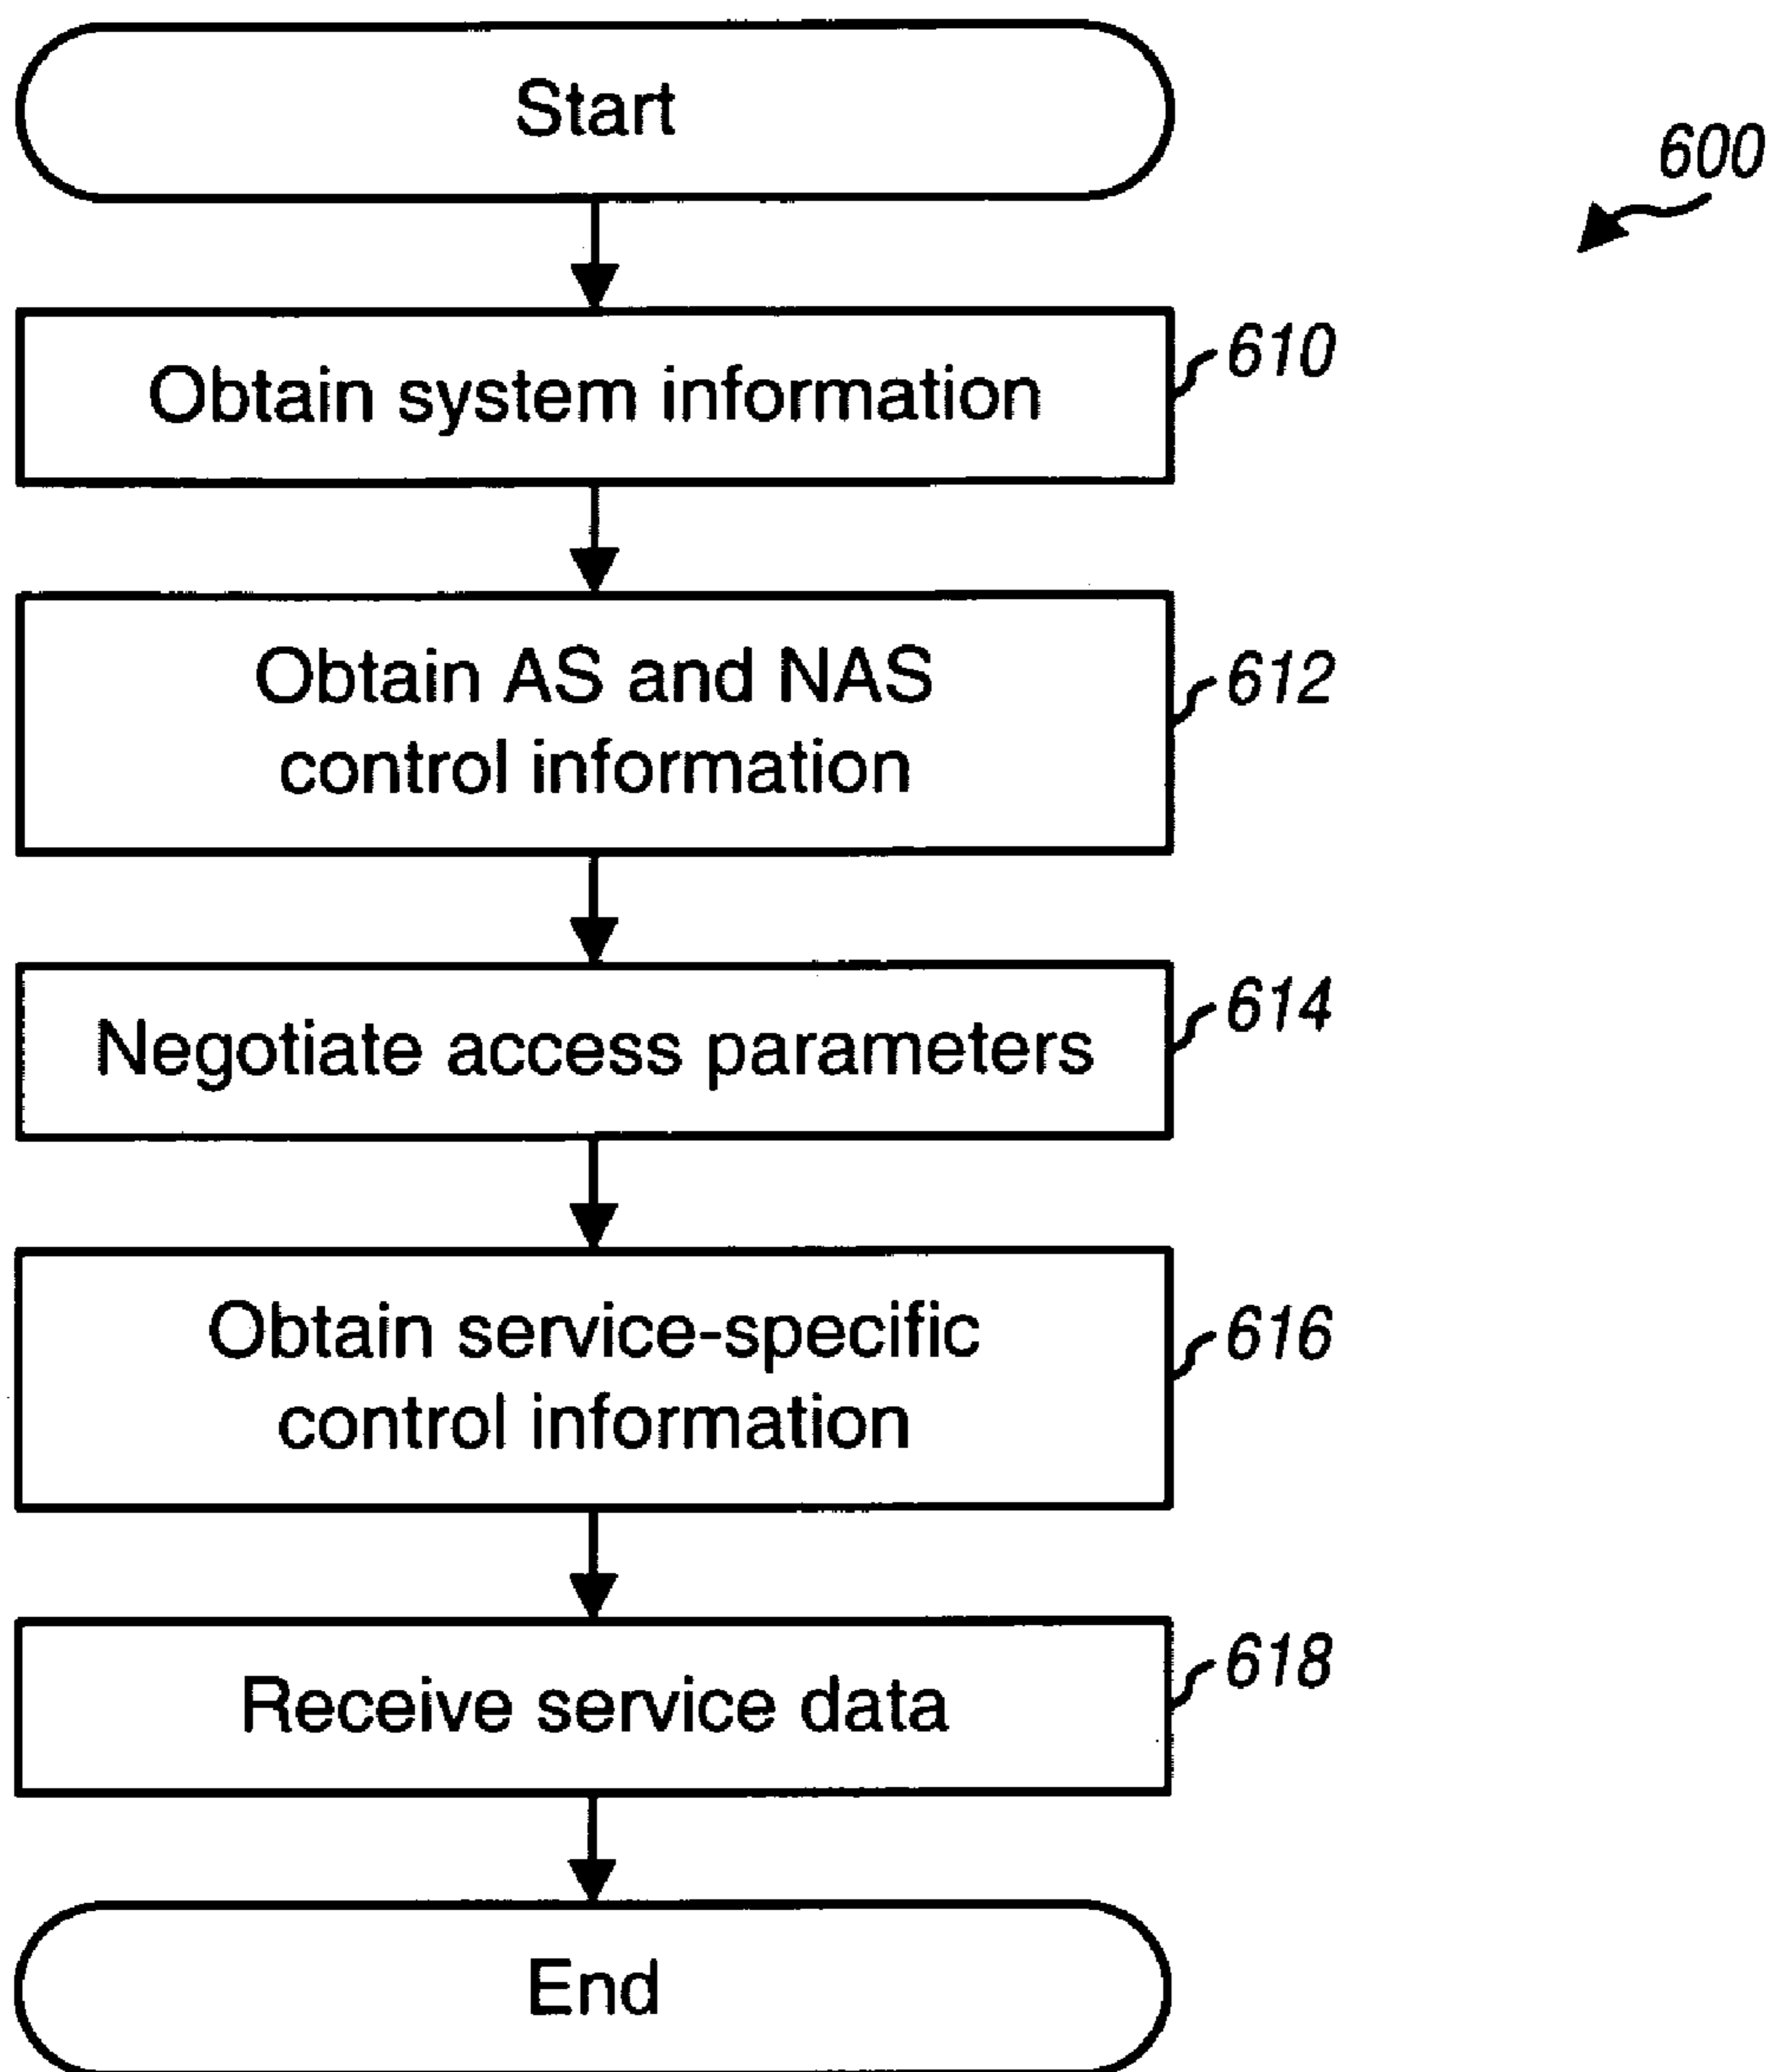 Start
600
Obtain system information
610
Obtain AS and NAS
control information
612
Negotiate access parameters
614
Obtain service-specific
control information
616
Receive service data
618
End